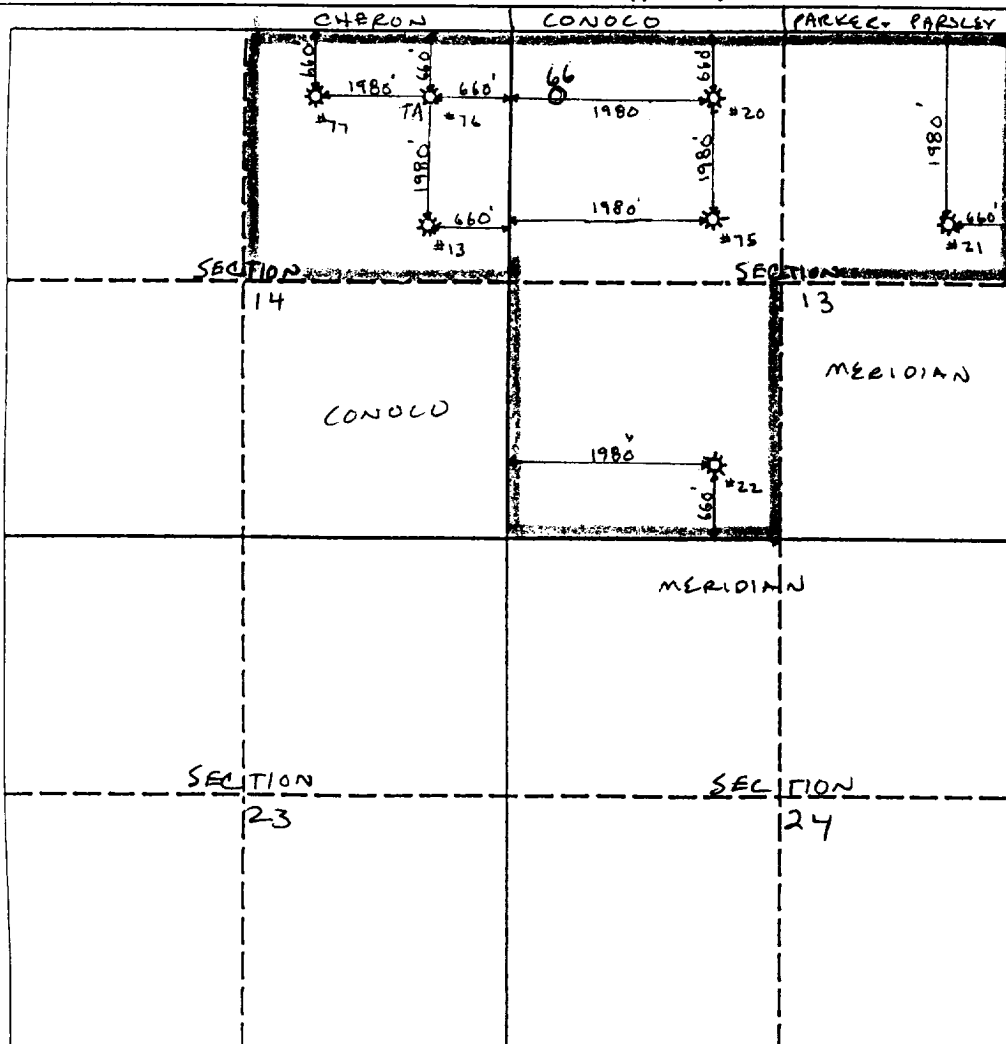 CHERON CONOCO PARKER & PARSLEY
660' 660' 66 660' 1980'
1980' 660' 1980
#77 TA #76 #20
1980' 1980'
660' 1980' 660'
#13 #75 #21
SECTION SECTION
14 13
MERIDIAN
CONOCO
1980'
#22
660'
MERIDIAN
SECTION SECTION
23 24